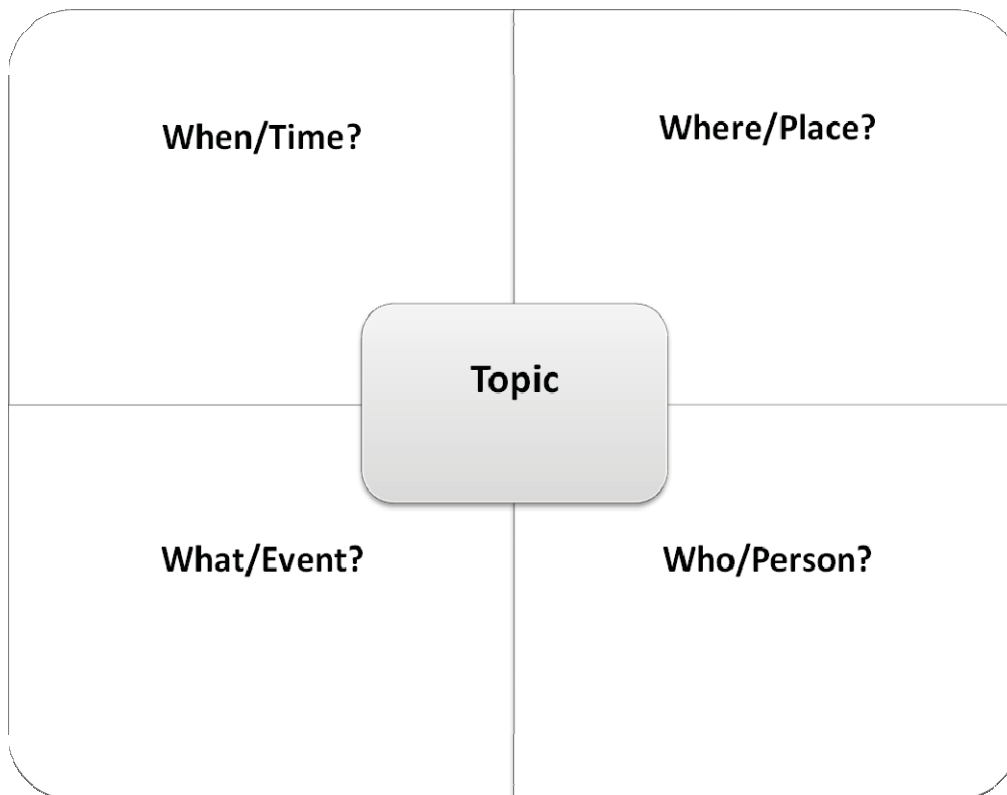 When/Time?
Where/Place?
Topic
What/Event?
Who/Person?